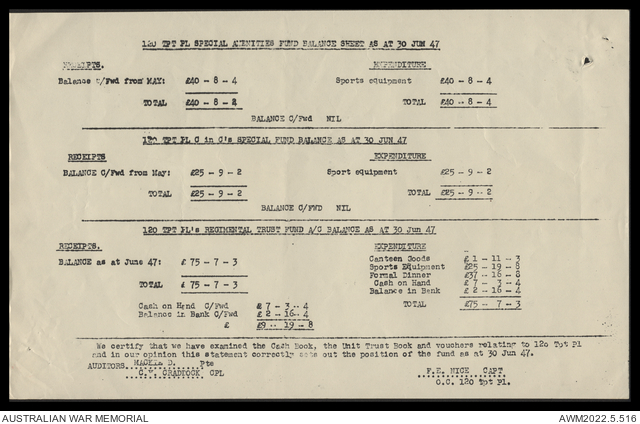 120 TPT PL SPECIAL AMENITIES FUND BALANCE SHEET AS AT 30 JUN 47
RECEIPTS. EXPENDITURE
Balance c/Fwd from MAY: £40 - 8 - 4 Sports equipment £40 - 8 - 4
TOTAL £40 - 8 - 2 TOTAL £40 - 8 - 4
BALANCE C/Fwd NIL
120 TPT PL C in C's SPECIAL FUND BALANCE AS AT 30 JUN 47
RECEIPTS EXPENDITURE
BALANCE C/Fwd from May: £25 - 9 - 2 Sport equipment £25 - 9 - 2
TOTAL £25 - 9 - 2 TOTAL £25 - 9 - 2
BALANCE C/FWD NIL
120 TPT PL's REGIMENTAL TRUST FUND A/C BALANCE AS AT 30 Jun 47
RECEIPTS. EXPENDITURE
Canteen Goods £ 1 - 11 - 3
BALANCE as at June 47: £ 75 - 7 - 3 Sports Equipment £25 - 19 - 8
Formal Dinner £37 - 16 - 8
Cash on Hand £ 7 - 3 - 4
TOTAL £ 75 - 7 - 3 Balance in Bank £ 2 - 16 - 4
Cash on Hand C/Fwd £ 7 - 3 - 4 TOTAL £75 - 7 - 3
Balance in Bank C/Fwd £ 2 - 16 - 4
£ £9 - 19 - 8
We certify that we have examined the Cash Book, the Unit Trust Book and vouchers relating to 120 Tpt Pl
and in our opinion this statement correctly sets out the position of the fund as at 30 Jun 47.
AUDITORS. D. Pte
C.W. CRADDOCK CPL F.E. NICE CAPT
O.C. 120 Tpt Pl.
AUSTRALIAN WAR MEMORIAL AWM2022.5.516